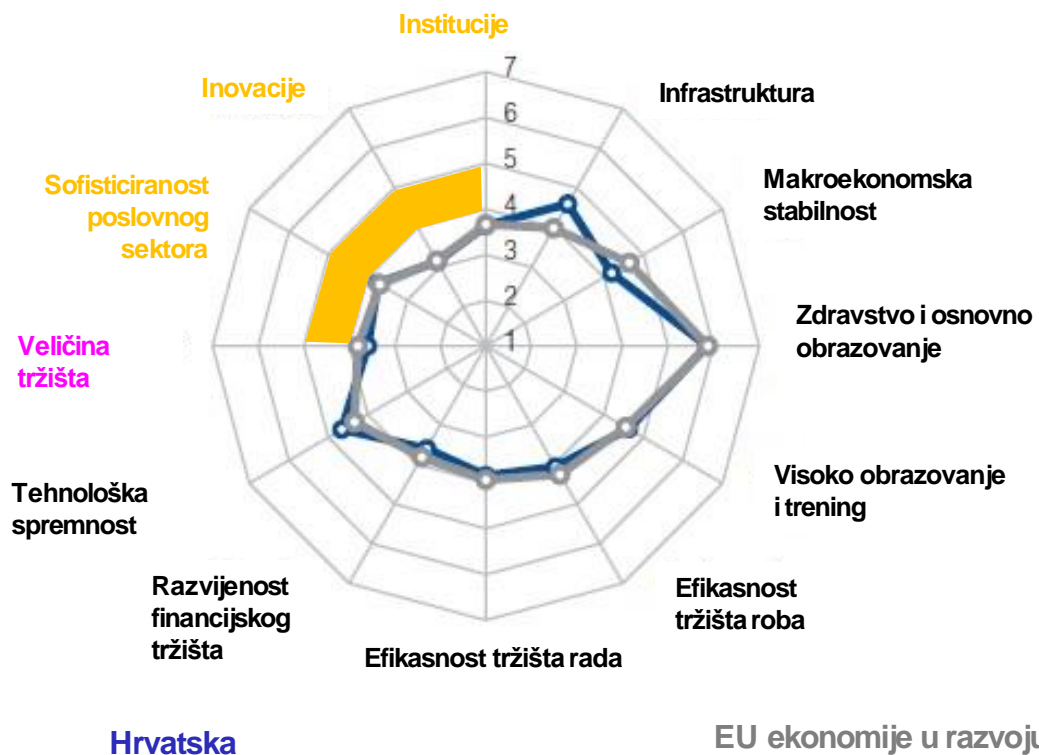 Institucije
Inovacije
Infrastruktura
Sofisticiranost
poslovnog
sektora
Makroekonomska
stabilnost
Veličina
tržišta
Zdravstvo i osnovno
obrazovanje
Tehnološka
spremnost
Visoko obrazovanje
i trening
Razvijenost
financijskog
tržišta
Efikasnost
tržišta roba
Efikasnost tržišta rada
7
6
5
4
3
2
1
Hrvatska
EU ekonomije u razvoju